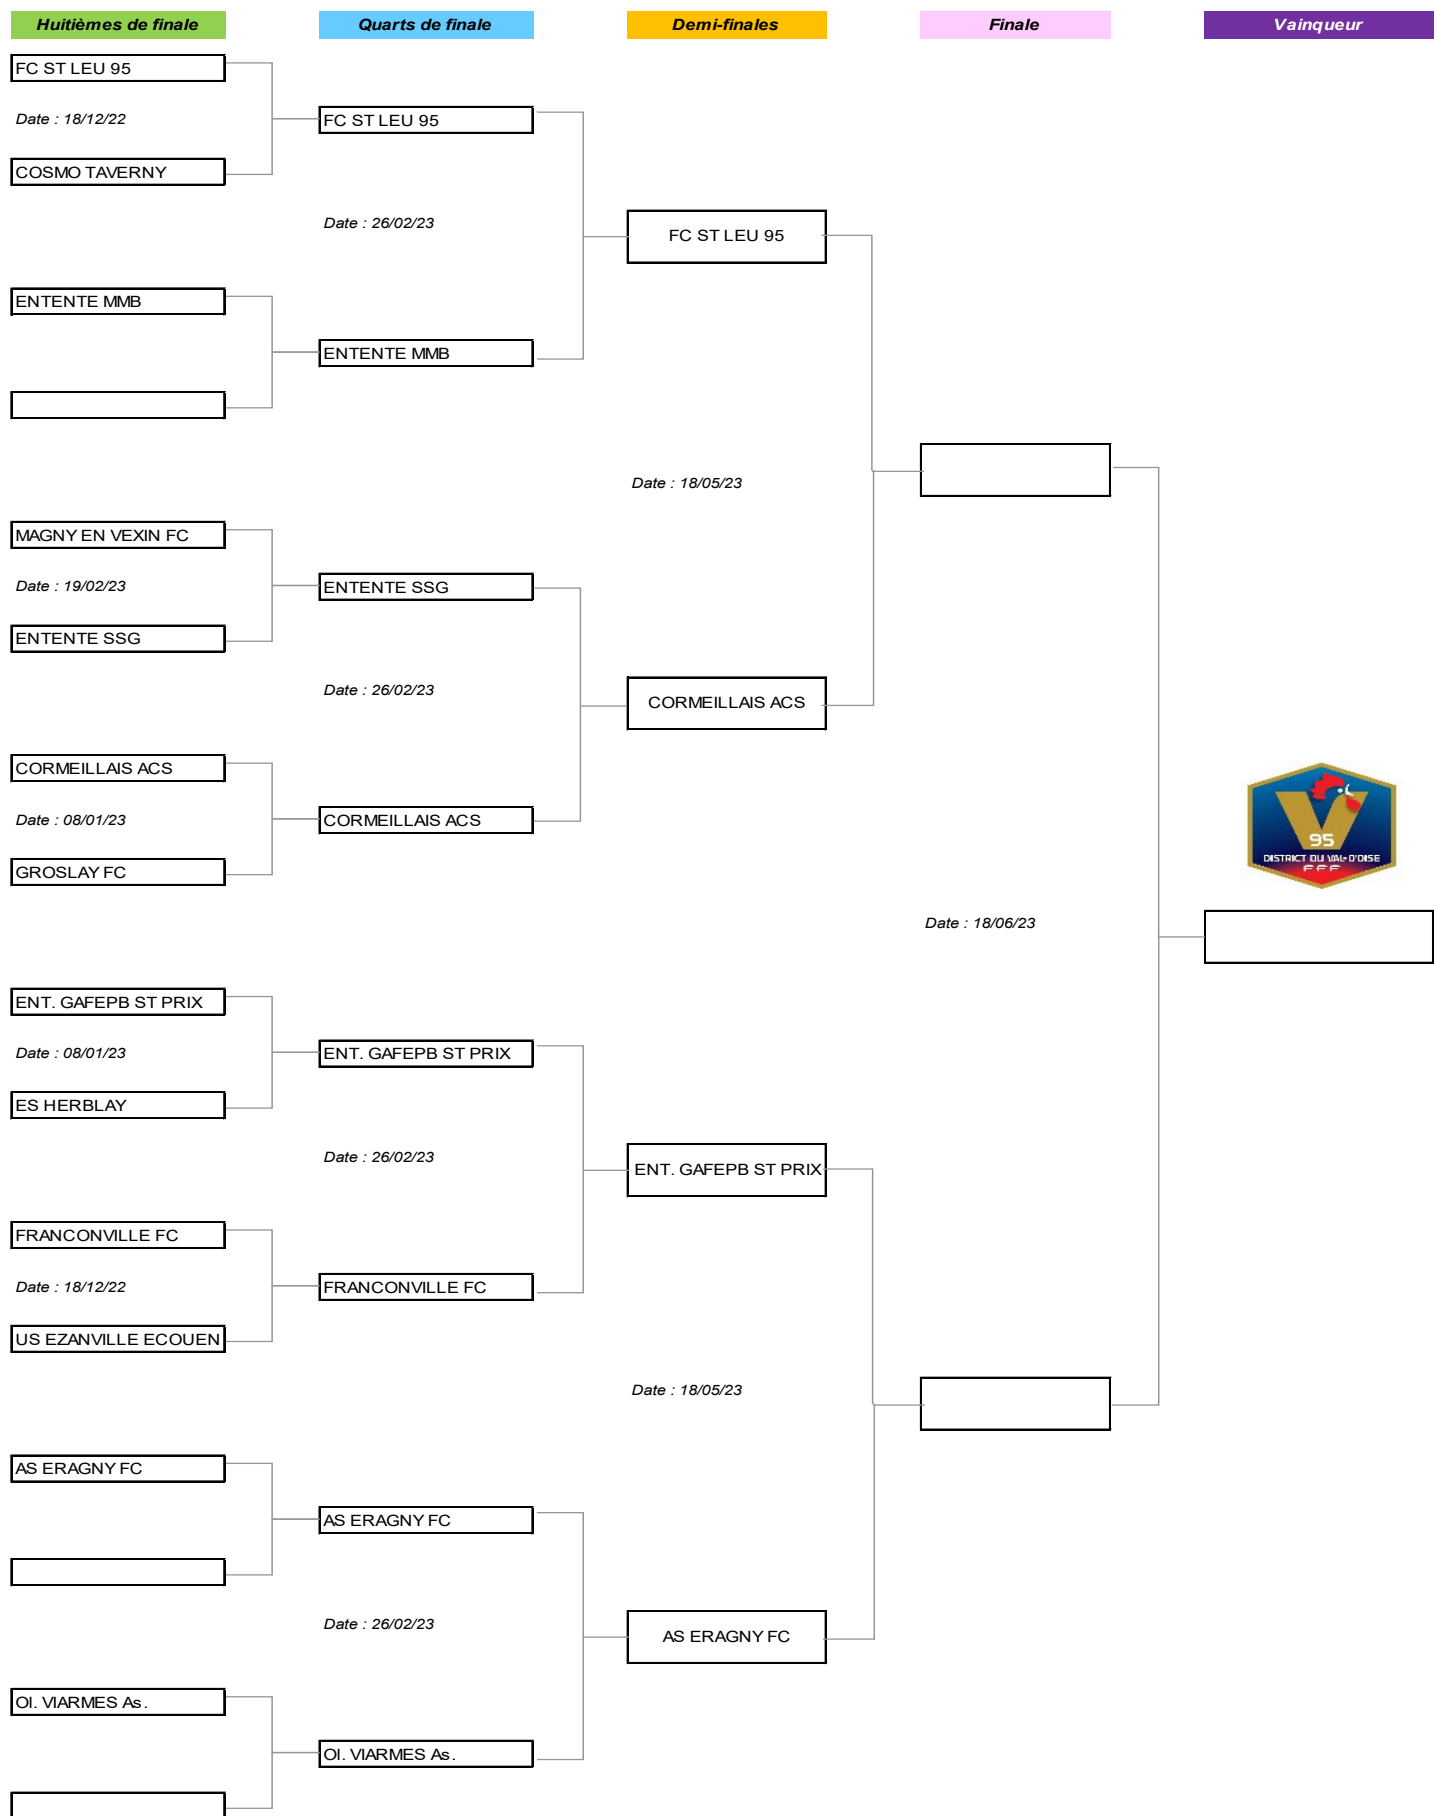 Huitièmes de finale
Quarts de finale
Demi-finales
Finale
Vainqueur
FC ST LEU 95
Date : 18/12/22
FC ST LEU 95
COSMO TAVERNY
Date : 26/02/23
FC ST LEU 95
ENTENTE MMB
ENTENTE MMB
Date : 18/05/23
MAGNY EN VEXIN FC
Date : 19/02/23
ENTENTE SSG
ENTENTE SSG
Date : 26/02/23
CORMEILLAIS ACS
CORMEILLAIS ACS
Date : 08/01/23
CORMEILLAIS ACS
GROSLAY FC
95
DISTRICT DU VAL D'OISE
FFF
Date : 18/06/23
ENT. GAFEPB ST PRIX
Date : 08/01/23
ENT. GAFEPB ST PRIX
ES HERBLAY
Date : 26/02/23
ENT. GAFEPB ST PRIX
FRANCONVILLE FC
Date : 18/12/22
FRANCONVILLE FC
US EZANVILLE ECOUEN
Date : 18/05/23
AS ERAGNY FC
AS ERAGNY FC
Date : 26/02/23
AS ERAGNY FC
Ol. VIARMES As.
Ol. VIARMES As.